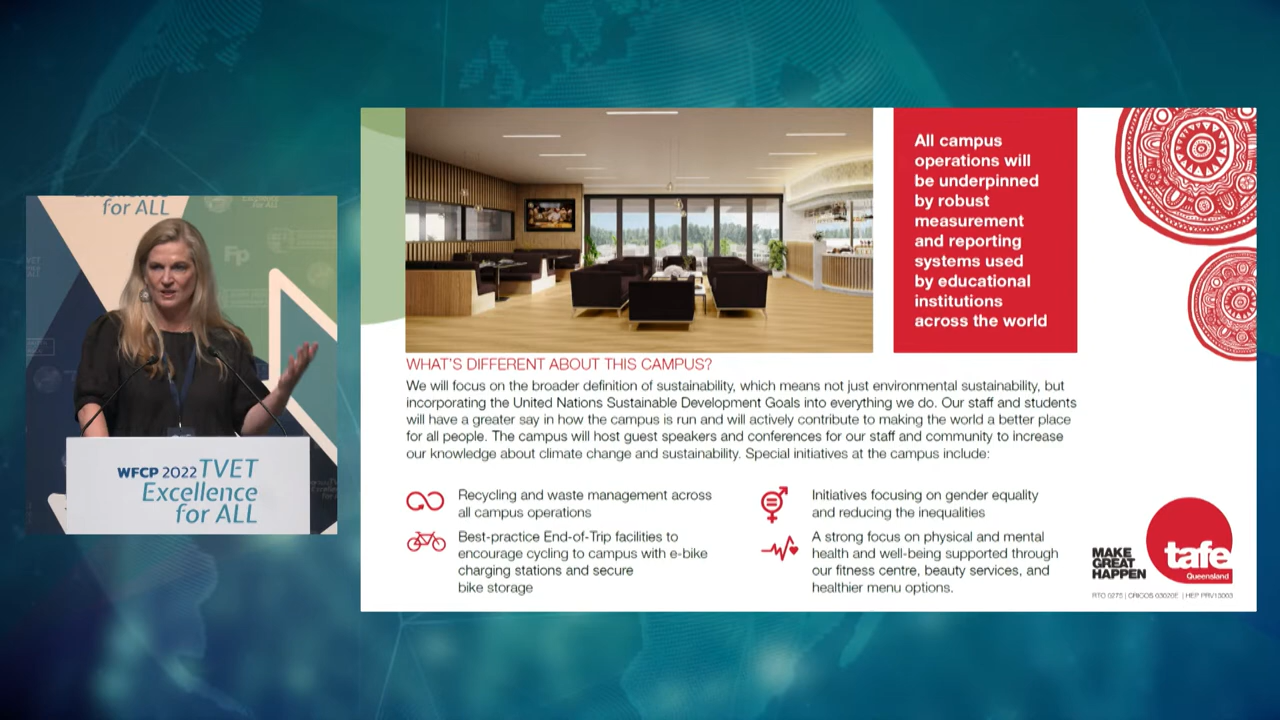 for ALL
Fp
WFCP 2022 TVET
Excellence
for ALL
All campus
operations will
be underpinned
by robust
measurement
and reporting
systems used
by educational
institutions
across the world
WHAT'S DIFFERENT ABOUT THIS CAMPUS?
We will focus on the broader definition of sustainability, which means not just environmental sustainability, but
incorporating the United Nations Sustainable Development Goals into everything we do. Our staff and students
will have a greater say in how the campus is run and will actively contribute to making the world a better place
for all people. The campus will host guest speakers and conferences for our staff and community to increase
our knowledge about climate change and sustainability. Special initiatives at the campus include:
Recycling and waste management across
all campus operations
Best-practice End-of-Trip facilities to
encourage cycling to campus with e-bike
charging stations and secure
bike storage
Initiatives focusing on gender equality
and reducing the inequalities
A strong focus on physical and mental
health and well-being supported through
our fitness centre, beauty services, and
healthier menu options.
MAKE
GREAT
HAPPEN
tafe
Queensland
RTO 0275 | CRICOS 03020E | HEP PRV13003